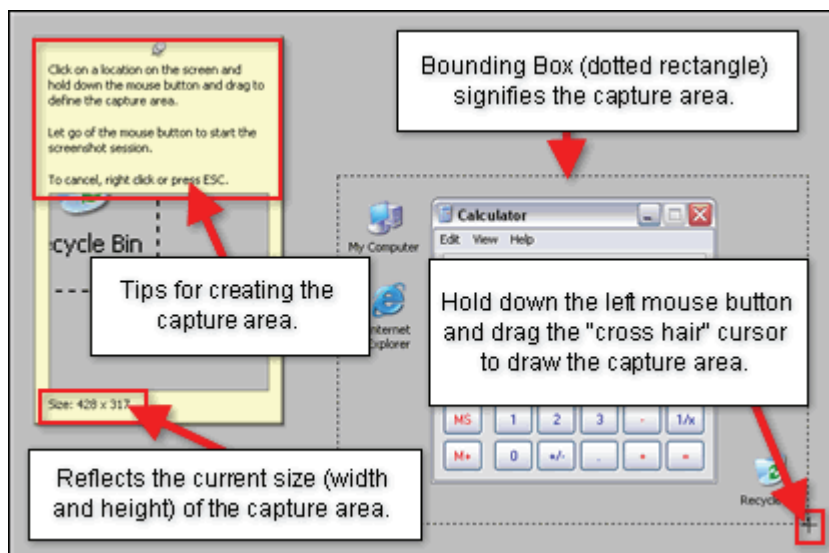 Click on a location on the screen and
hold down the mouse button and drag to
define the capture area.
Let go of the mouse button to start the
screenshot session.
To cancel, right click or press ESC.
cycle Bin
Size: 428 x 317
Tips for creating the
capture area.
Reflects the current size (width
and height) of the capture area.
Bounding Box (dotted rectangle)
signifies the capture area.
My Computer
Internet
Explorer
Calculator
Edit View Help
Hold down the left mouse button
and drag the "cross hair" cursor
to draw the capture area.
MS 1 2 3 - 1/x
M+ 0 +/- . + =
Recycle